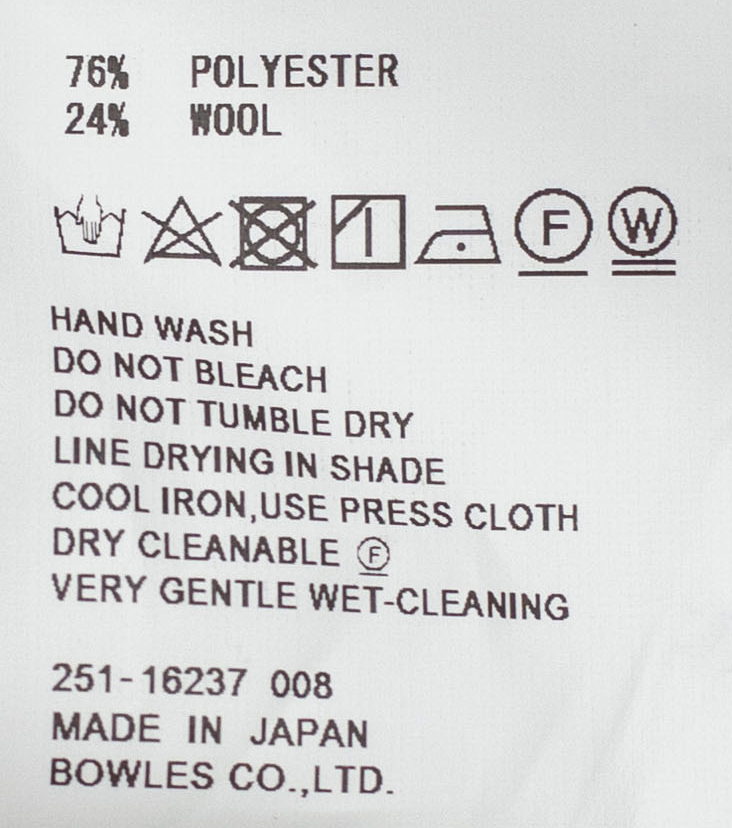 76% POLYESTER
24% WOOL
F W
HAND WASH
DO NOT BLEACH
DO NOT TUMBLE DRY
LINE DRYING IN SHADE
COOL IRON,USE PRESS CLOTH
DRY CLEANABLE F
VERY GENTLE WET-CLEANING
251-16237 008
MADE IN JAPAN
BOWLES CO.,LTD.